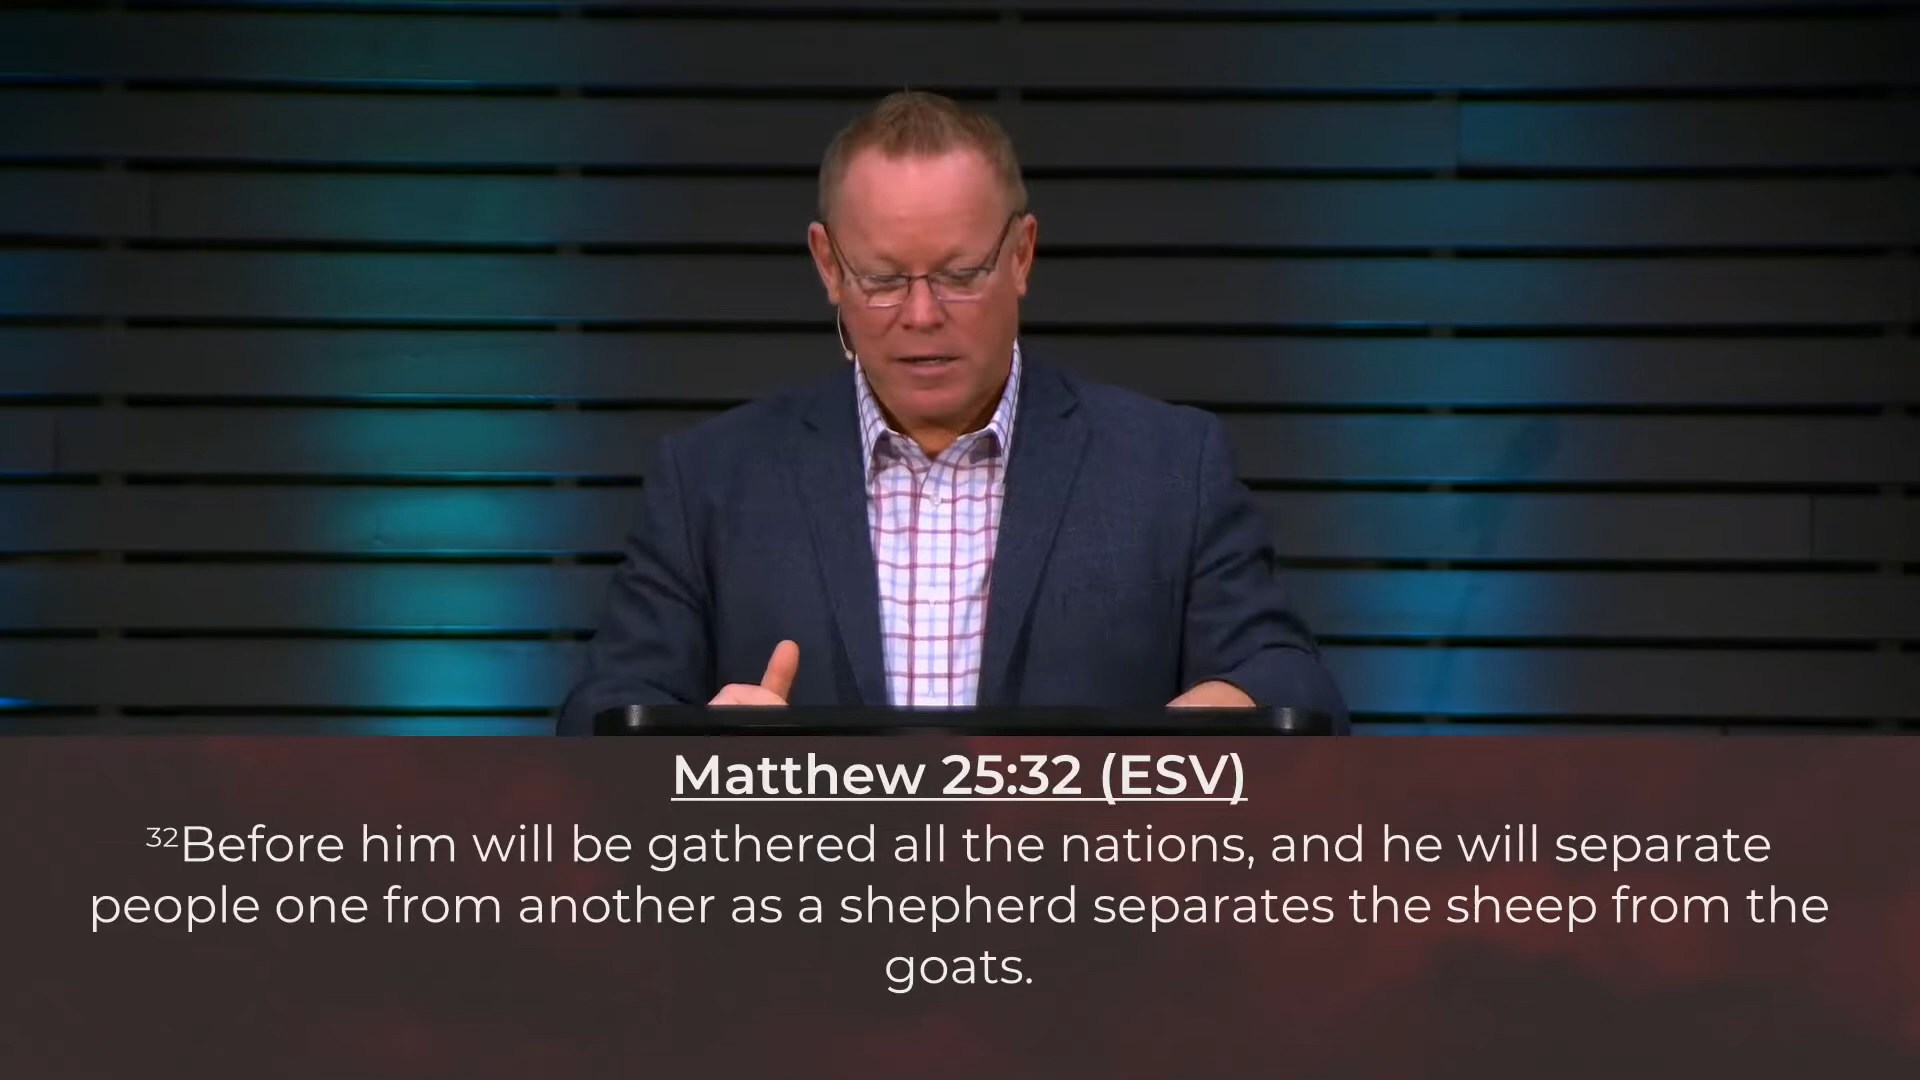 Matthew 25:32 (ESV)
³²Before him will be gathered all the nations, and he will separate
people one from another as a shepherd separates the sheep from the
goats.